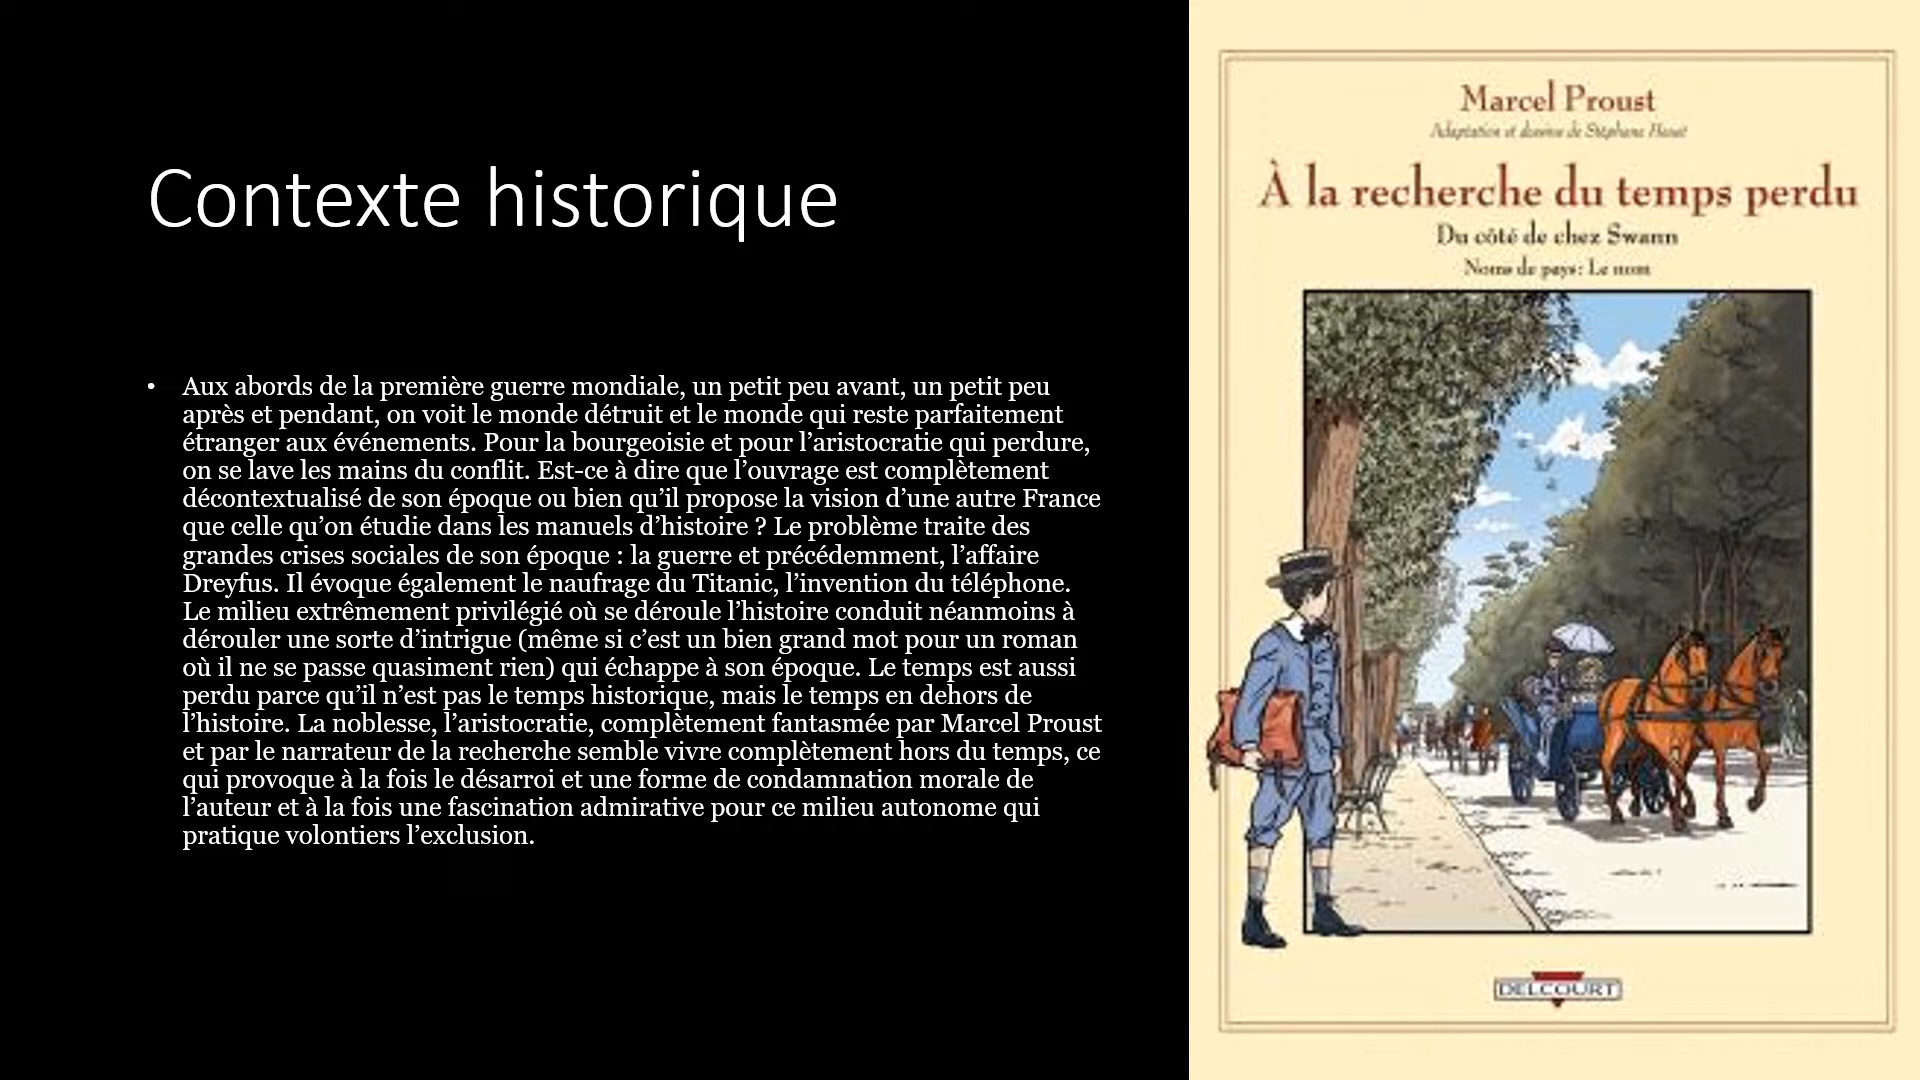 Contexte historique
• Aux abords de la première guerre mondiale, un petit peu avant, un petit peu
après et pendant, on voit le monde détruit et le monde qui reste parfaitement
étranger aux événements. Pour la bourgeoisie et pour l’aristocratie qui perdure,
on se lave les mains du conflit. Est-ce à dire que l’ouvrage est complètement
décontextualisé de son époque ou bien qu’il propose la vision d’une autre France
que celle qu’on étudie dans les manuels d’histoire ? Le problème traite des
grandes crises sociales de son époque : la guerre et précédemment, l’affaire
Dreyfus. Il évoque également le naufrage du Titanic, l’invention du téléphone.
Le milieu extrêmement privilégié où se déroule l’histoire conduit néanmoins à
dérouler une sorte d’intrigue (même si c’est un bien grand mot pour un roman
où il ne se passe quasiment rien) qui échappe à son époque. Le temps est aussi
perdu parce qu’il n’est pas le temps historique, mais le temps en dehors de
l’histoire. La noblesse, l’aristocratie, complètement fantasmée par Marcel Proust
et par le narrateur de la recherche semble vivre complètement hors du temps, ce
qui provoque à la fois le désarroi et une forme de condamnation morale de
l’auteur et à la fois une fascination admirative pour ce milieu autonome qui
pratique volontiers l’exclusion.
Marcel Proust
Adaptation et dessins de Stéphane Heuet
À la recherche du temps perdu
Du côté de chez Swann
Noms de pays : Le nom
DELCOURT